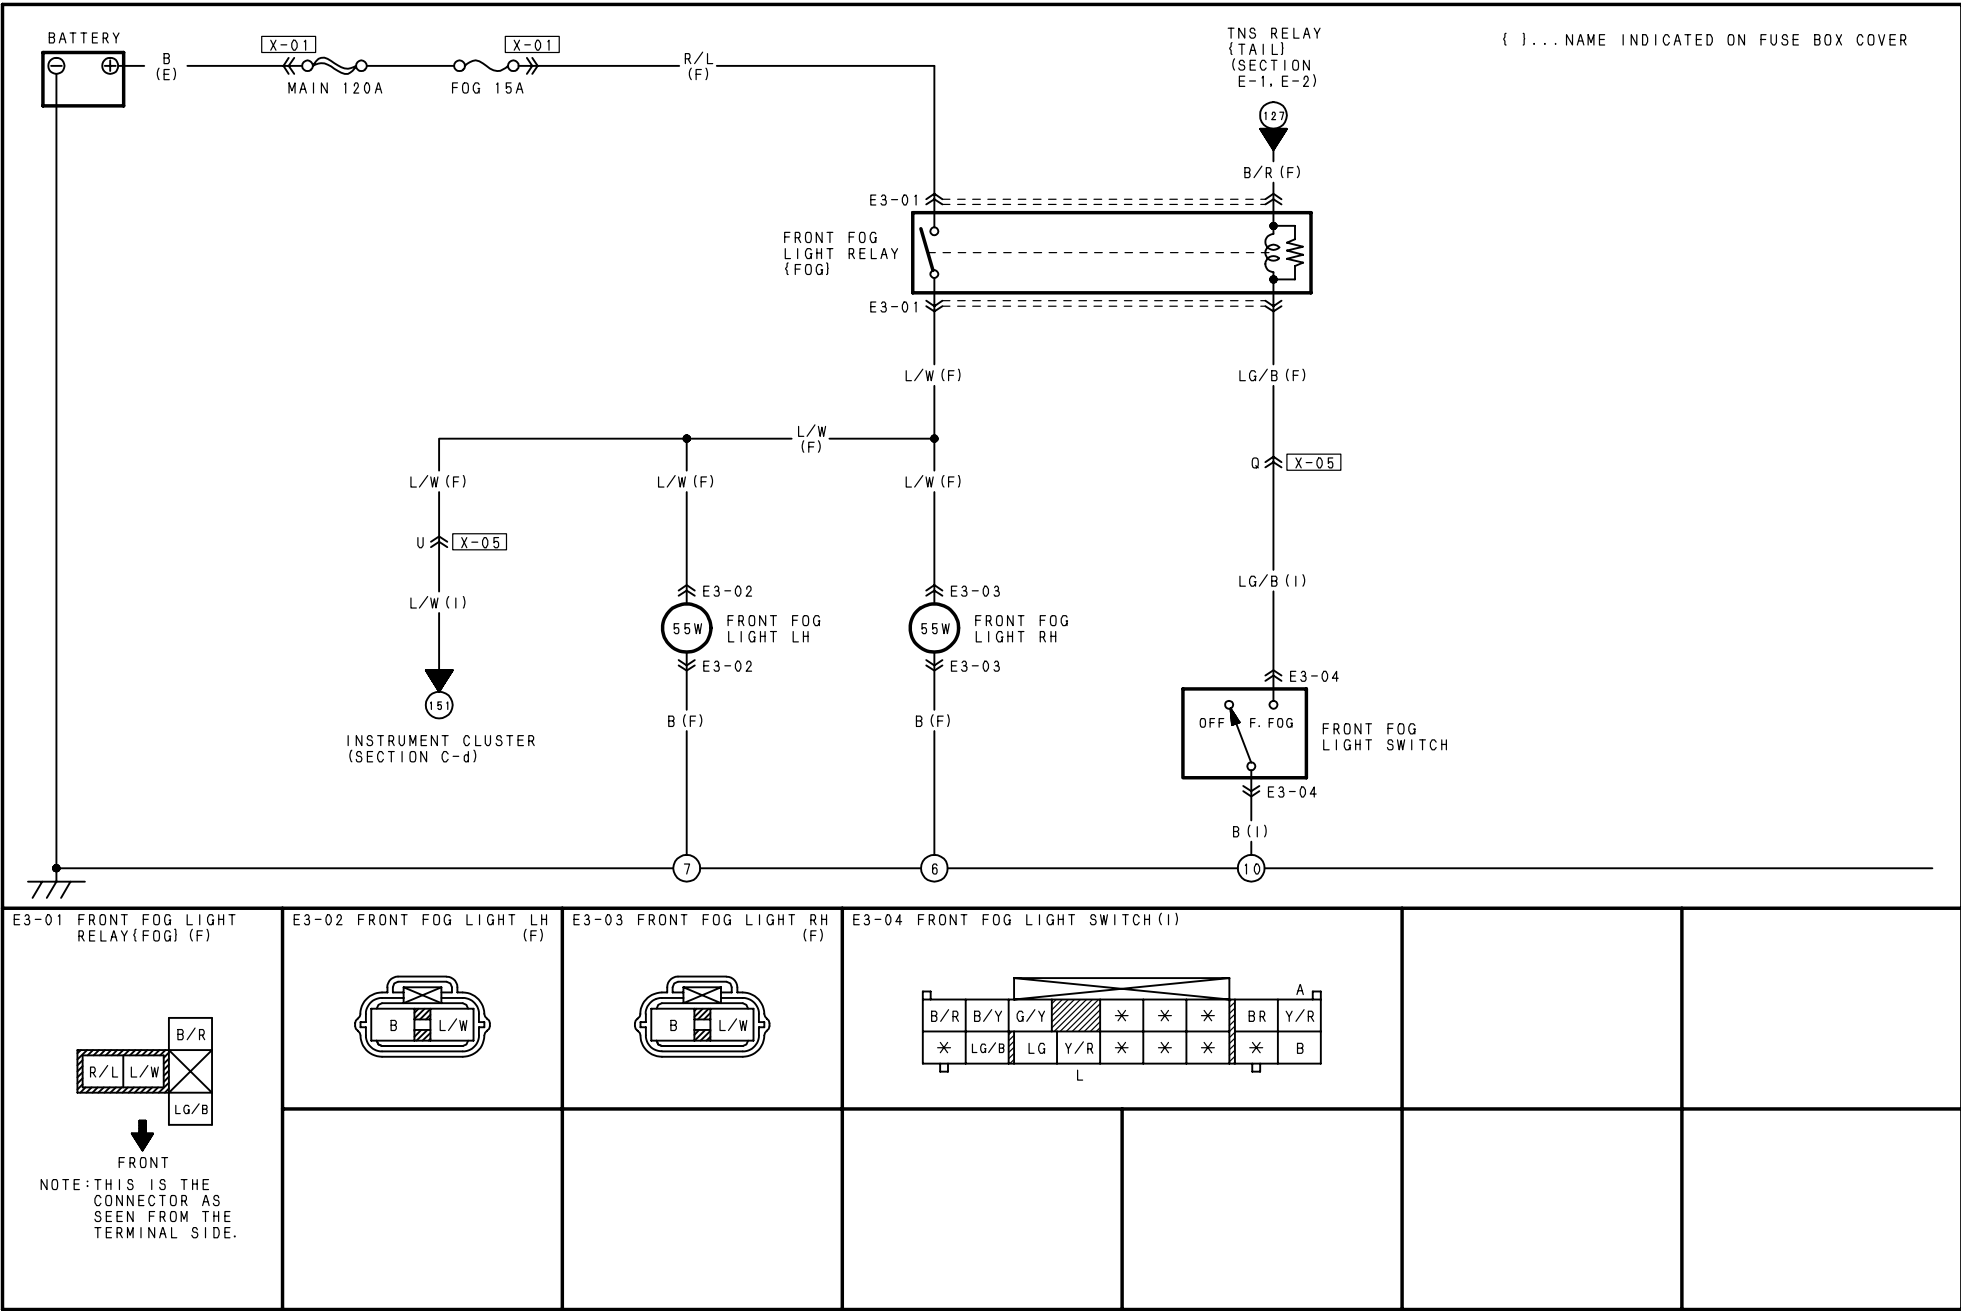 BATTERY
B
(E)
X-01
MAIN 120A
X-01
FOG 15A
R/L
(F)
TNS RELAY
{TAIL}
(SECTION
E-1, E-2)
127
B/R (F)
{ }... NAME INDICATED ON FUSE BOX COVER
E3-01
FRONT FOG
LIGHT RELAY
{FOG}
E3-01
L/W (F)
LG/B (F)
L/W
(F)
L/W (F)
L/W (F)
L/W (F)
Q X-05
U X-05
L/W (I)
E3-02
E3-03
LG/B (I)
55W
FRONT FOG
LIGHT LH
55W
FRONT FOG
LIGHT RH
E3-02
E3-03
E3-04
151
INSTRUMENT CLUSTER
(SECTION C-d)
B (F)
B (F)
OFF F. FOG
FRONT FOG
LIGHT SWITCH
E3-04
B (I)
7
6
10
E3-01 FRONT FOG LIGHT
RELAY{FOG} (F)
B/R
R/L L/W
LG/B
FRONT
NOTE:THIS IS THE
CONNECTOR AS
SEEN FROM THE
TERMINAL SIDE.
E3-02 FRONT FOG LIGHT LH
(F)
B L/W
E3-03 FRONT FOG LIGHT RH
(F)
B L/W
E3-04 FRONT FOG LIGHT SWITCH (I)
A
B/R B/Y G/Y * * * BR Y/R
* LG/B LG Y/R * * * * B
L